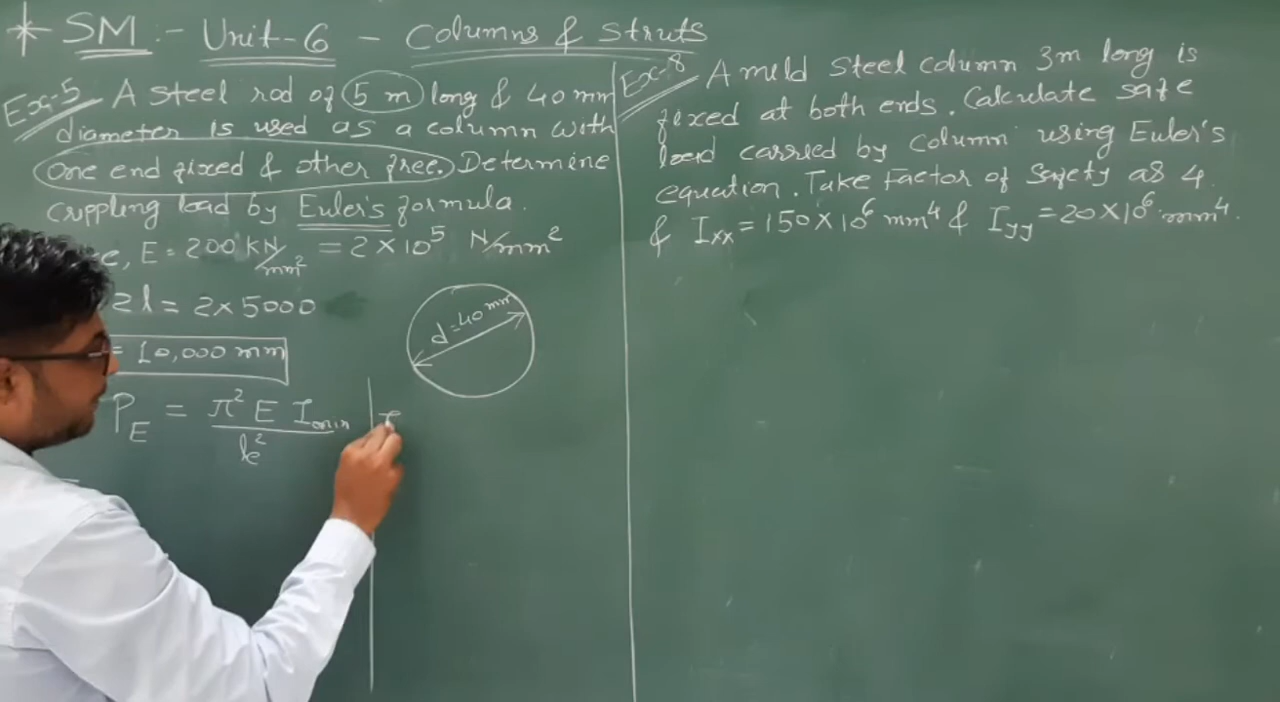 * SM :- Unit-6 - Columns & Struts
Ex-5 A steel rod of 5 m long & 40 mm
diameter is used as a column with
one end fixed & other free. Determine
crippling load by Euler's formula.
E = 200 kN/mm² = 2 × 10⁵ N/mm²
2l = 2 × 5000
= 10,000 mm
d = 40 mm
P_E = π² E I_min / le²
Ex-8 A mild steel column 3m long is
fixed at both ends. Calculate safe
load carried by column using Euler's
equation. Take Factor of Safety as 4
& Ixx = 150 × 10⁶ mm⁴ & Iyy = 20 × 10⁶ mm⁴.